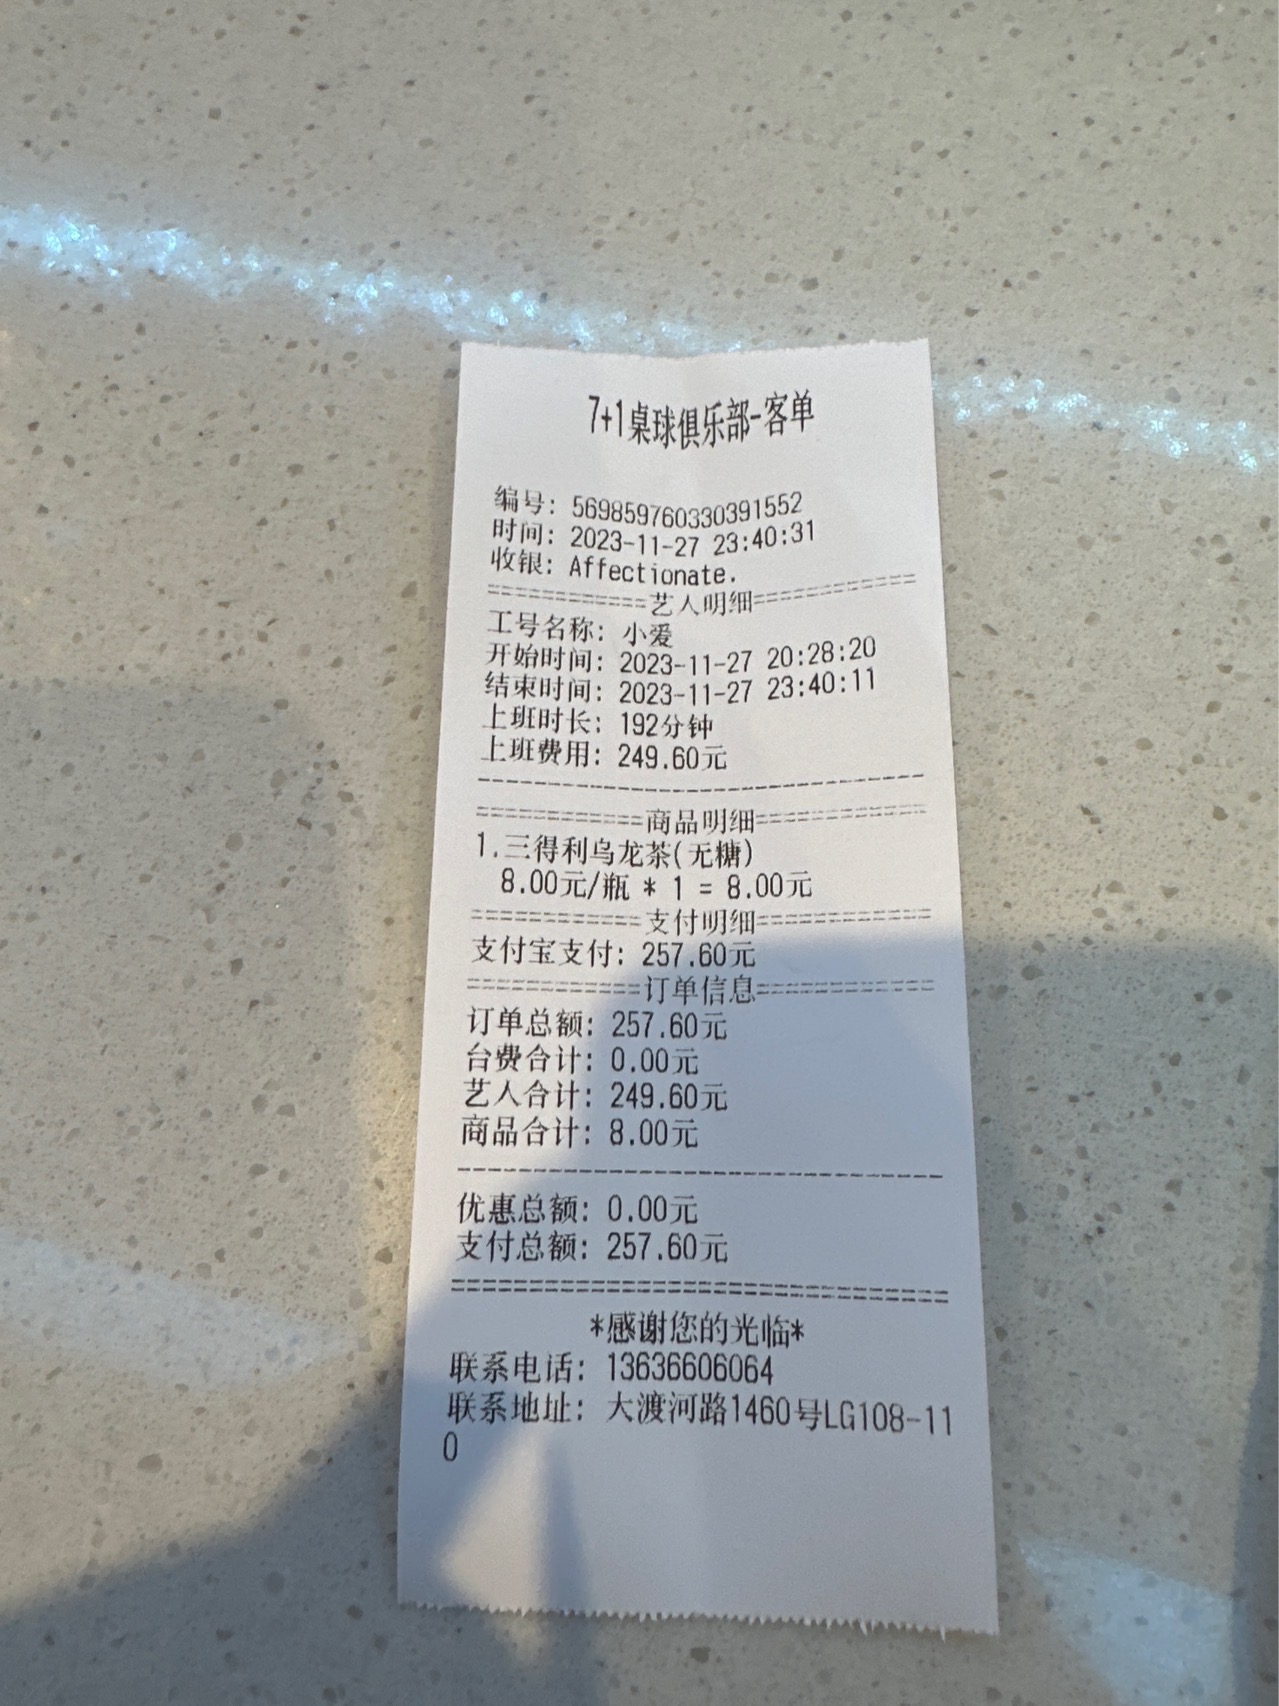 7+1桌球俱乐部-客单
编号: 569859760330391552
时间: 2023-11-27 23:40:31
收银: Affectionate.
==========艺人明细==========
工号名称: 小爱
开始时间: 2023-11-27 20:28:20
结束时间: 2023-11-27 23:40:11
上班时长: 192分钟
上班费用: 249.60元
--------------------------------
==========商品明细==========
1.三得利乌龙茶(无糖)
8.00元/瓶 * 1 = 8.00元
==========支付明细==========
支付宝支付: 257.60元
==========订单信息==========
订单总额: 257.60元
台费合计: 0.00元
艺人合计: 249.60元
商品合计: 8.00元
--------------------------------
优惠总额: 0.00元
支付总额: 257.60元
================================
*感谢您的光临*
联系电话: 13636606064
联系地址: 大渡河路1460号LG108-11
0